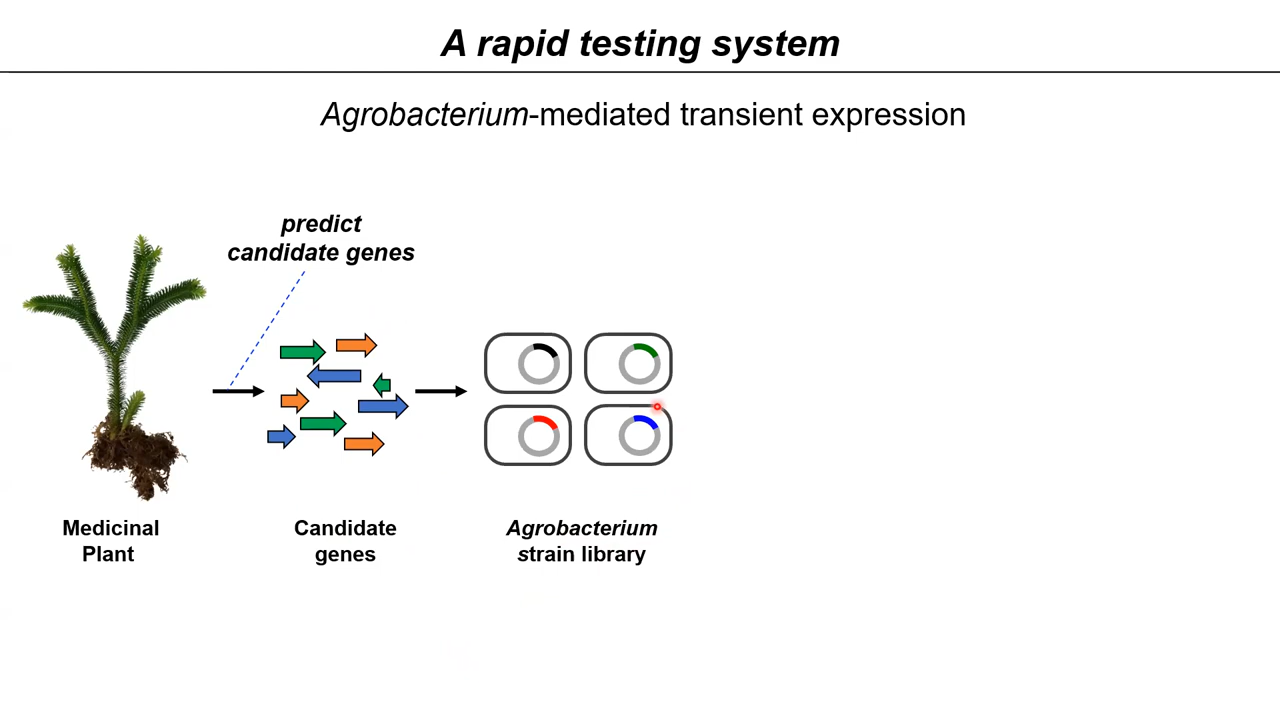 A rapid testing system
Agrobacterium-mediated transient expression
predict
candidate genes
Medicinal
Plant
Candidate
genes
Agrobacterium
strain library